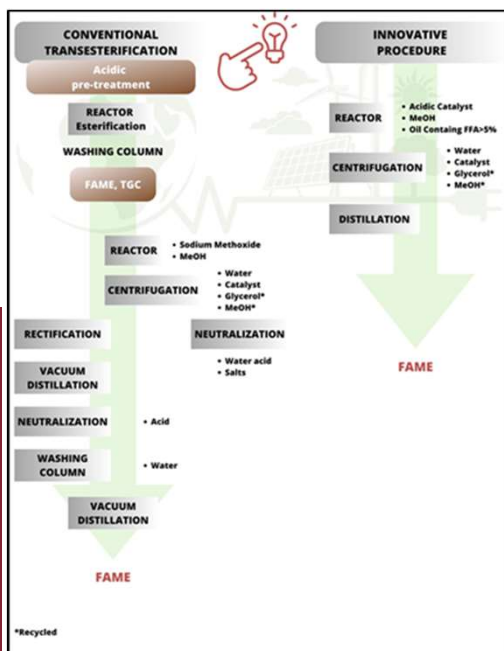 CONVENTIONAL
TRANSESTERIFICATION
Acidic
pre-treatment
REACTOR
Esterification
WASHING COLUMN
FAME, TGC
REACTOR
• Sodium Methoxide
• MeOH
CENTRIFUGATION
• Water
• Catalyst
• Glycerol*
• MeOH*
RECTIFICATION
NEUTRALIZATION
• Water acid
• Salts
VACUUM
DISTILLATION
NEUTRALIZATION
• Acid
WASHING
COLUMN
• Water
VACUUM
DISTILLATION
FAME
*Recycled
INNOVATIVE
PROCEDURE
REACTOR
• Acidic Catalyst
• MeOH
• Oil Containg FFA>5%
CENTRIFUGATION
• Water
• Catalyst
• Glycerol*
• MeOH*
DISTILLATION
FAME